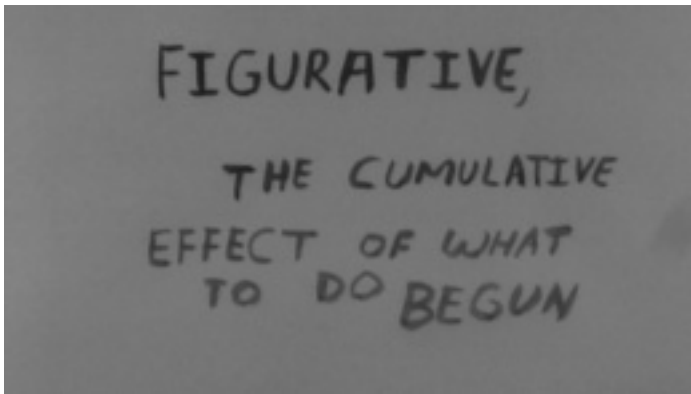 FIGURATIVE,
THE CUMULATIVE
EFFECT OF WHAT
TO DO BEGUN